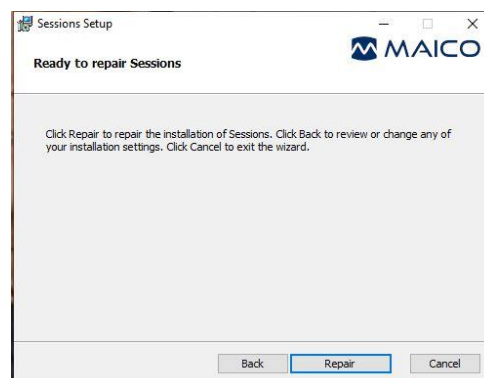 Sessions Setup
MAICO
Ready to repair Sessions
Click Repair to repair the installation of Sessions. Click Back to review or change any of
your installation settings. Click Cancel to exit the wizard.
Back Repair Cancel